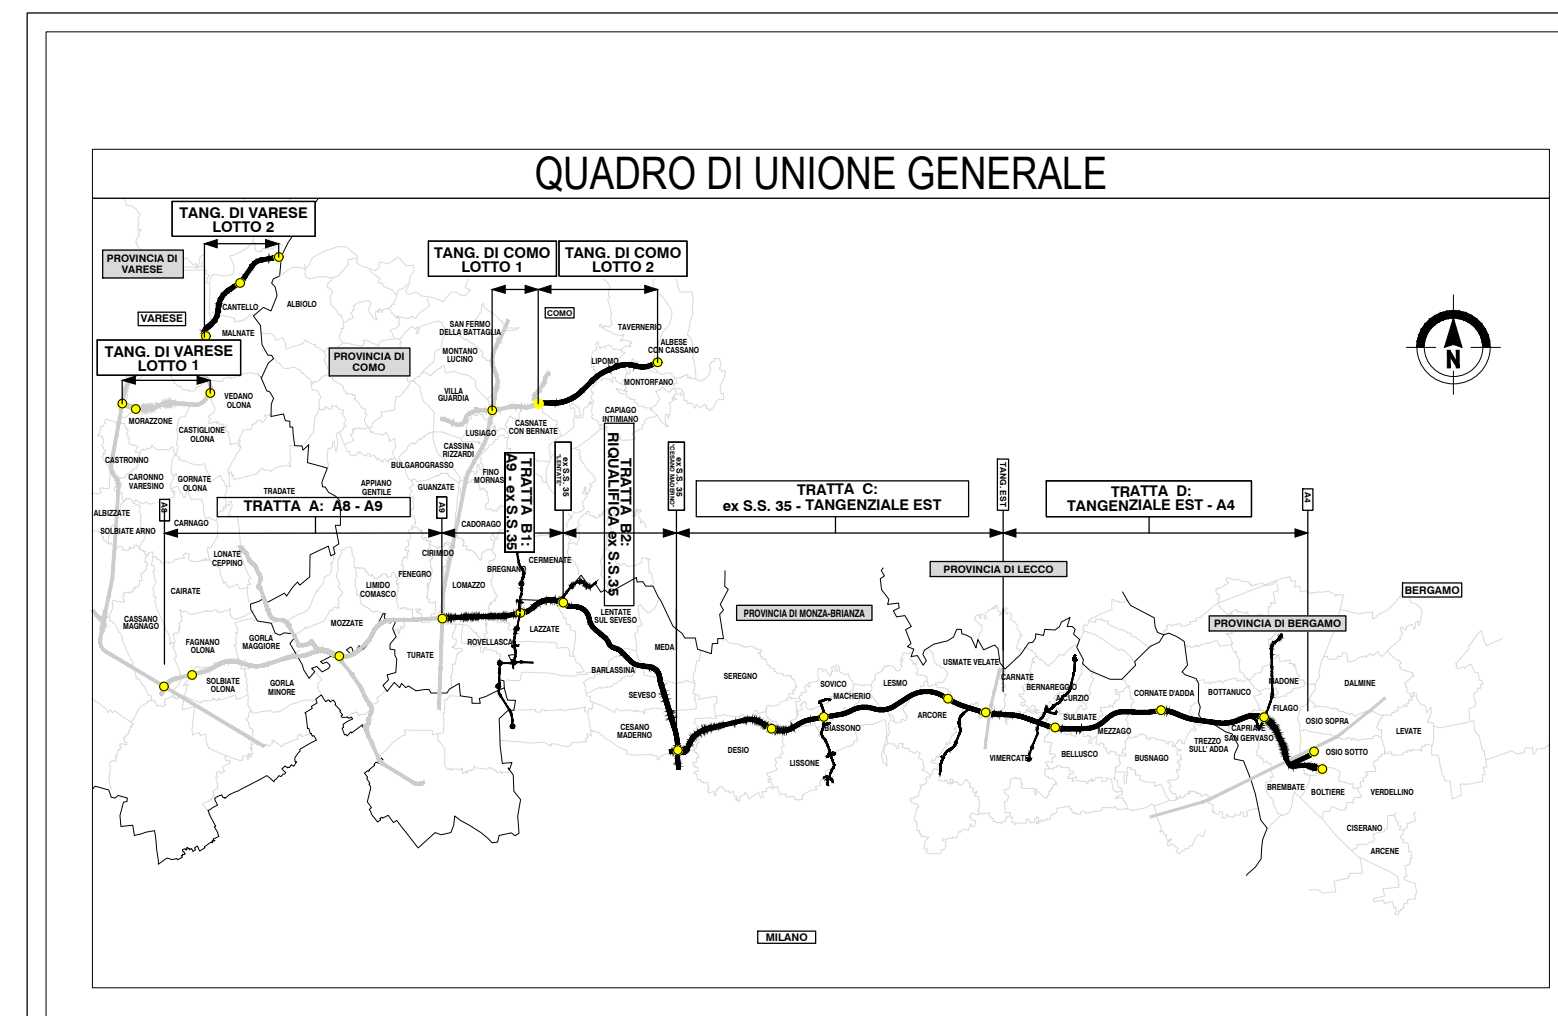 QUADRO DI UNIONE GENERALE
TANG. DI VARESE
LOTTO 2
PROVINCIA DI
VARESE
TANG. DI COMO
LOTTO 1
TANG. DI COMO
LOTTO 2
CANTELLO
ALBIOLO
VARESE
MALNATE
COMO
SAN FERMO
DELLA BATTAGLIA
TAVERNERIO
ALBESE
CON CASSANO
TANG. DI VARESE
LOTTO 1
PROVINCIA DI
COMO
MONTANO
LUCINO
LIPOMO
MONTORFANO
N
VEDANO
OLONA
VILLA
GUARDIA
MORAZZONE
CASTIGLIONE
OLONA
LUSIAGO
CASNATE
CON BERNATE
CAPIAGO
INTIMIANO
CASSINA
RIZZARDI
CASTRONNO
BULGAROGRASSO
FINO
MORNAS
CARONNO
VARESINO
GORNATE
OLONA
APPIANO
GENTILE
GUANZATE
TRADATE
TRATTA B1:
A9 - ex S.S.35
ex S.S. 35
"LENTATE"
TRATTA B2:
RIQUALIFICA ex S.S.35
ex S.S. 35
"CESANO MADERNO"
TRATTA C:
ex S.S. 35 - TANGENZIALE EST
TANG. EST
TRATTA D:
TANGENZIALE EST - A4
A4
A8
TRATTA A: A8 - A9
A9
ALBIZZATE
SOLBIATE ARNO
CARNAGO
CADORAGO
LONATE
CEPPINO
CIRIMIDO
FENEGRO
LOMAZZO
BREGNANO
CERMENATE
PROVINCIA DI LECCO
BERGAMO
CAIRATE
LIMIDO
COMASCO
CASSANO
MAGNAGO
MOZZATE
LAZZATE
LENTATE
SUL SEVESO
PROVINCIA DI MONZA-BRIANZA
PROVINCIA DI BERGAMO
FAGNANO
OLONA
GORLA
MAGGIORE
ROVELLASCA
TURATE
MEDA
BARLASSINA
SEREGNO
USMATE VELATE
SOLBIATE
OLONA
GORLA
MINORE
SEVESO
SOVICO
MACHERIO
LESMO
CARNATE
BERNAREGGIO
AICURZIO
CORNATE D'ADDA
BOTTANUCO
MADONE
DALMINE
CESANO
MADERNO
DESIO
BIASSONO
ARCORE
SULBIATE
MEZZAGO
FILAGO
CAPRIATE
SAN GERVASO
OSIO SOPRA
LEVATE
LISSONE
VIMERCATE
BELLUSCO
BUSNAGO
TREZZO
SULL' ADDA
OSIO SOTTO
BREMBATE
BOLTIERE
VERDELLINO
CISERANO
ARCENE
MILANO